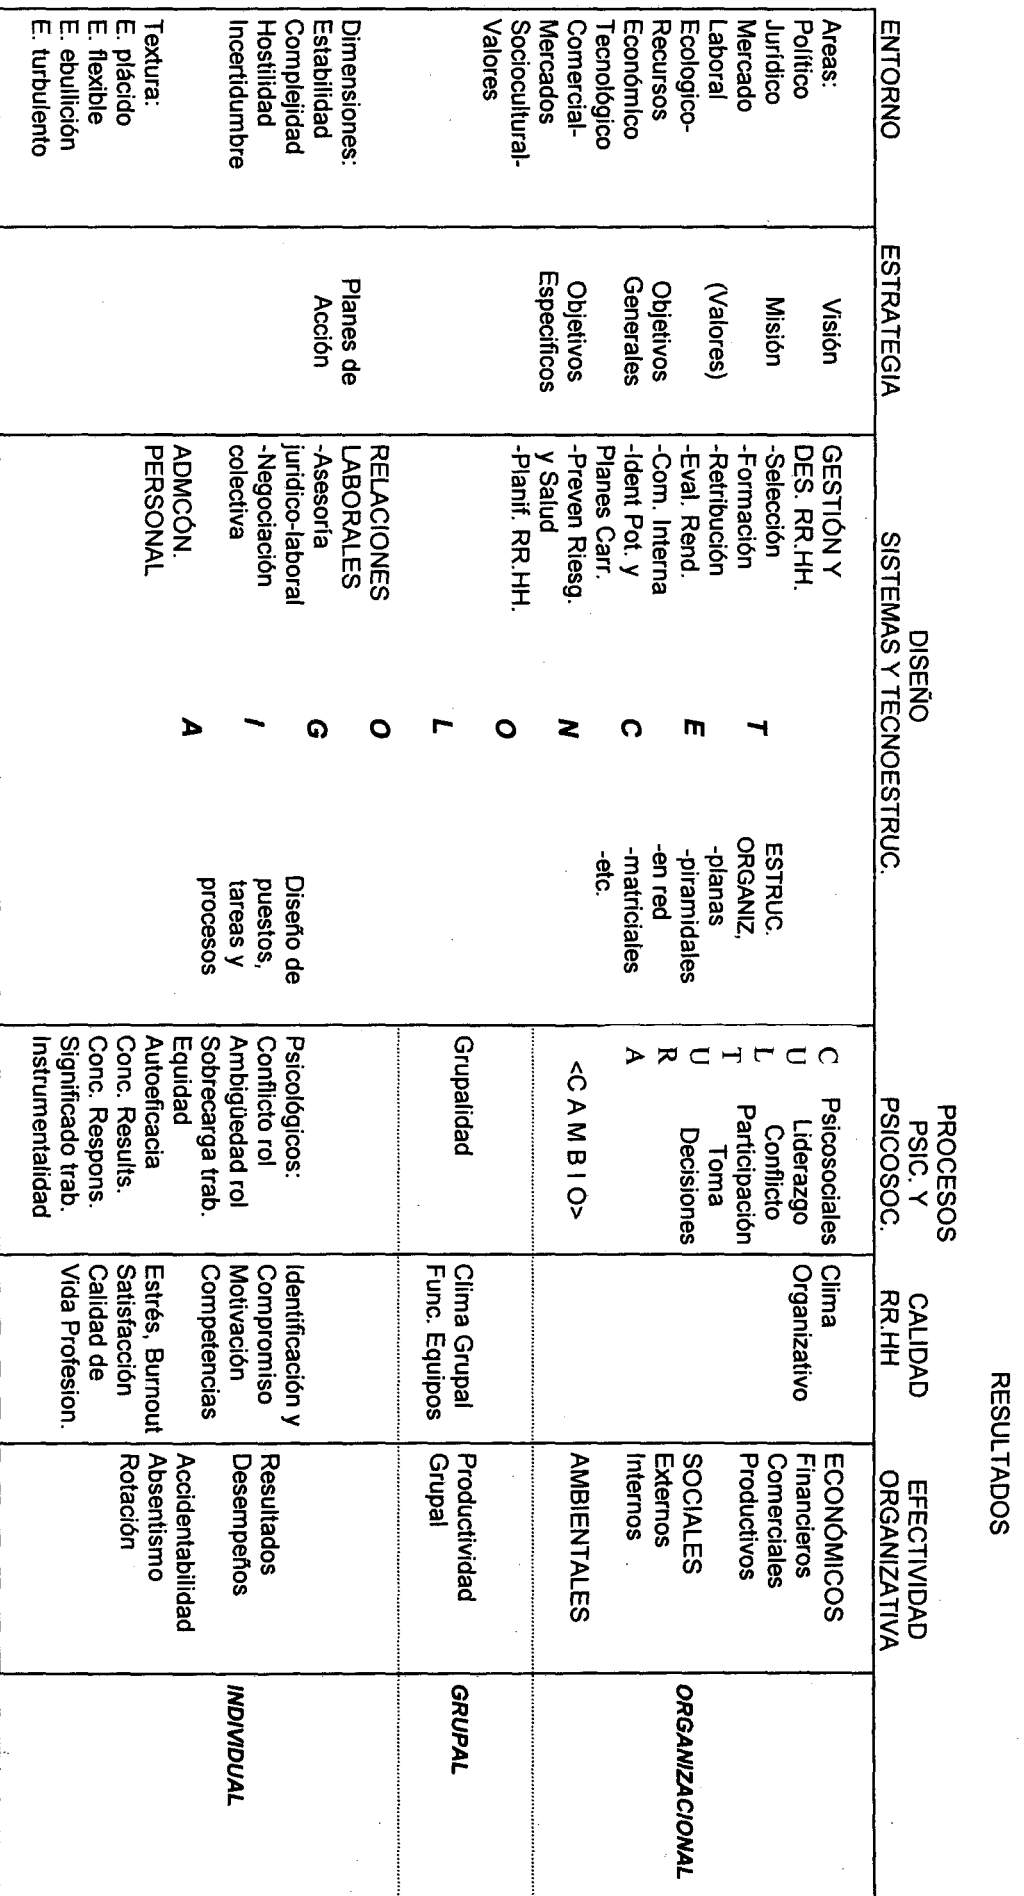 RESULTADOS
ENTORNO
ESTRATEGIA
DISEÑO
SISTEMAS Y TECNOESTRUC.
PROCESOS
PSIC. Y
PSICOSOC.
CALIDAD
RR.HH
EFECTIVIDAD
ORGANIZATIVA
Areas:
Político
Jurídico
Mercado
Laboral
Ecologico-
Recursos
Económico
Tecnológico
Comercial-
Mercados
Sociocultural-
Valores
Dimensiones:
Estabilidad
Complejidad
Hostilidad
Incertidumbre
Textura:
E. plácido
E. flexible
E. ebullición
E. turbulento
Visión
Misión
(Valores)
Objetivos
Generales
Objetivos
Especificos
Planes de
Acción
GESTIÓN Y
DES. RR.HH.
-Selección
-Formación
-Retribución
-Eval. Rend.
-Com. Interna
-Ident Pot. y
Planes Carr.
-Preven Riesg.
y Salud
-Planif. RR.HH.
RELACIONES
LABORALES
-Asesoría
juridico-laboral
-Negociación
colectiva
ADMCÓN.
PERSONAL
T
E
C
N
O
L
O
G
I
A
ESTRUC.
ORGANIZ,
-planas
-piramidales
-en red
-matriciales
-etc.
Diseño de
puestos,
tareas y
procesos
C
U
L
T
U
R
A
Psicosociales
Liderazgo
Conflicto
Participación
Toma
Decisiones
<C A M B I O>
Grupalidad
Psicológicos:
Conflicto rol
Ambigüedad rol
Sobrecarga trab.
Equidad
Autoeficacia
Conc. Results.
Conc. Respons.
Significado trab.
Instrumentalidad
Clima
Organizativo
Clima Grupal
Func. Equipos
Identificación y
Compromiso
Motivación
Competencias
Estrés, Burnout
Satisfacción
Calidad de
Vida Profesion.
ECONÓMICOS
Financieros
Comerciales
Productivos
SOCIALES
Externos
Internos
AMBIENTALES
Productividad
Grupal
Resultados
Desempeños
Accidentabilidad
Absentismo
Rotación
ORGANIZACIONAL
GRUPAL
INDIVIDUAL